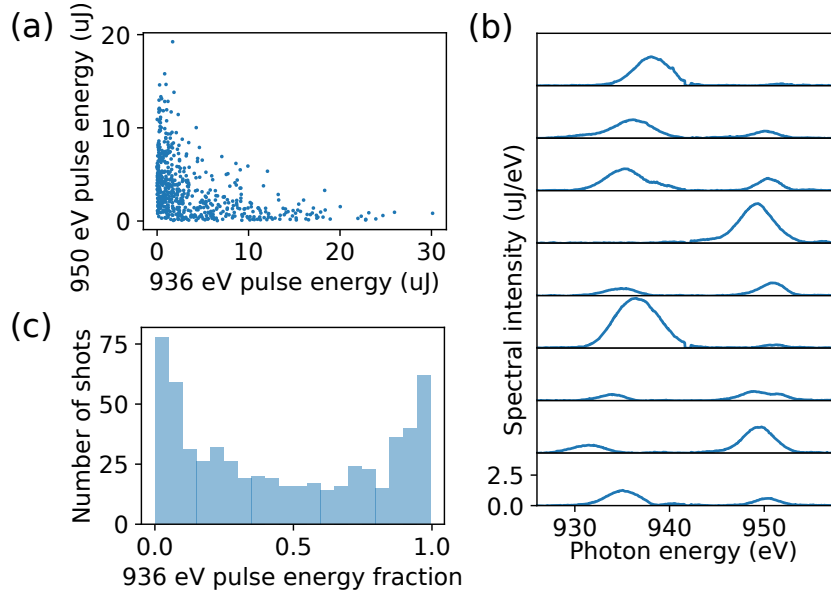 (a)
950 eV pulse energy (uJ)
20
10
0
0
10
20
30
936 eV pulse energy (uJ)
(b)
Spectral intensity (uJ/eV)
2.5
0.0
930
940
950
Photon energy (eV)
(c)
Number of shots
75
50
25
0
0.0
0.5
1.0
936 eV pulse energy fraction